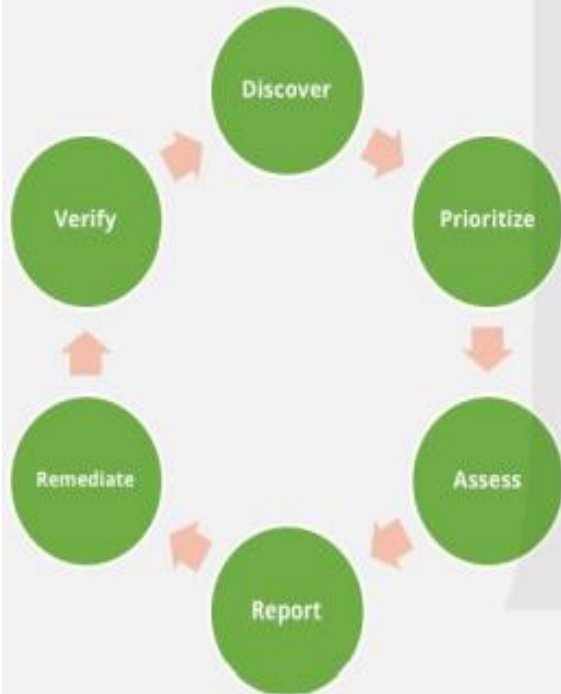 Discover
Prioritize
Assess
Report
Remediate
Verify